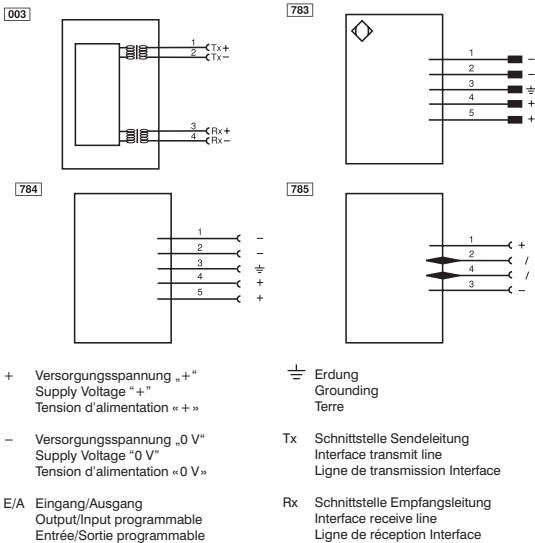 003
1 Tx+
2 Tx−
3 Rx+
4 Rx−
783
1 −
2 −
3 ⏚
4 +
5 +
784
1 −
2 −
3 ⏚
4 +
5 +
785
1 +
2 /
4 /
3 −
+ Versorgungsspannung „+“
Supply Voltage “+”
Tension d'alimentation «+»
− Versorgungsspannung „0 V“
Supply Voltage “0 V”
Tension d'alimentation «0 V»
E/A Eingang/Ausgang
Output/Input programmable
Entrée/Sortie programmable
⏚ Erdung
Grounding
Terre
Tx Schnittstelle Sendeleitung
Interface transmit line
Ligne de transmission Interface
Rx Schnittstelle Empfangsleitung
Interface receive line
Ligne de réception Interface